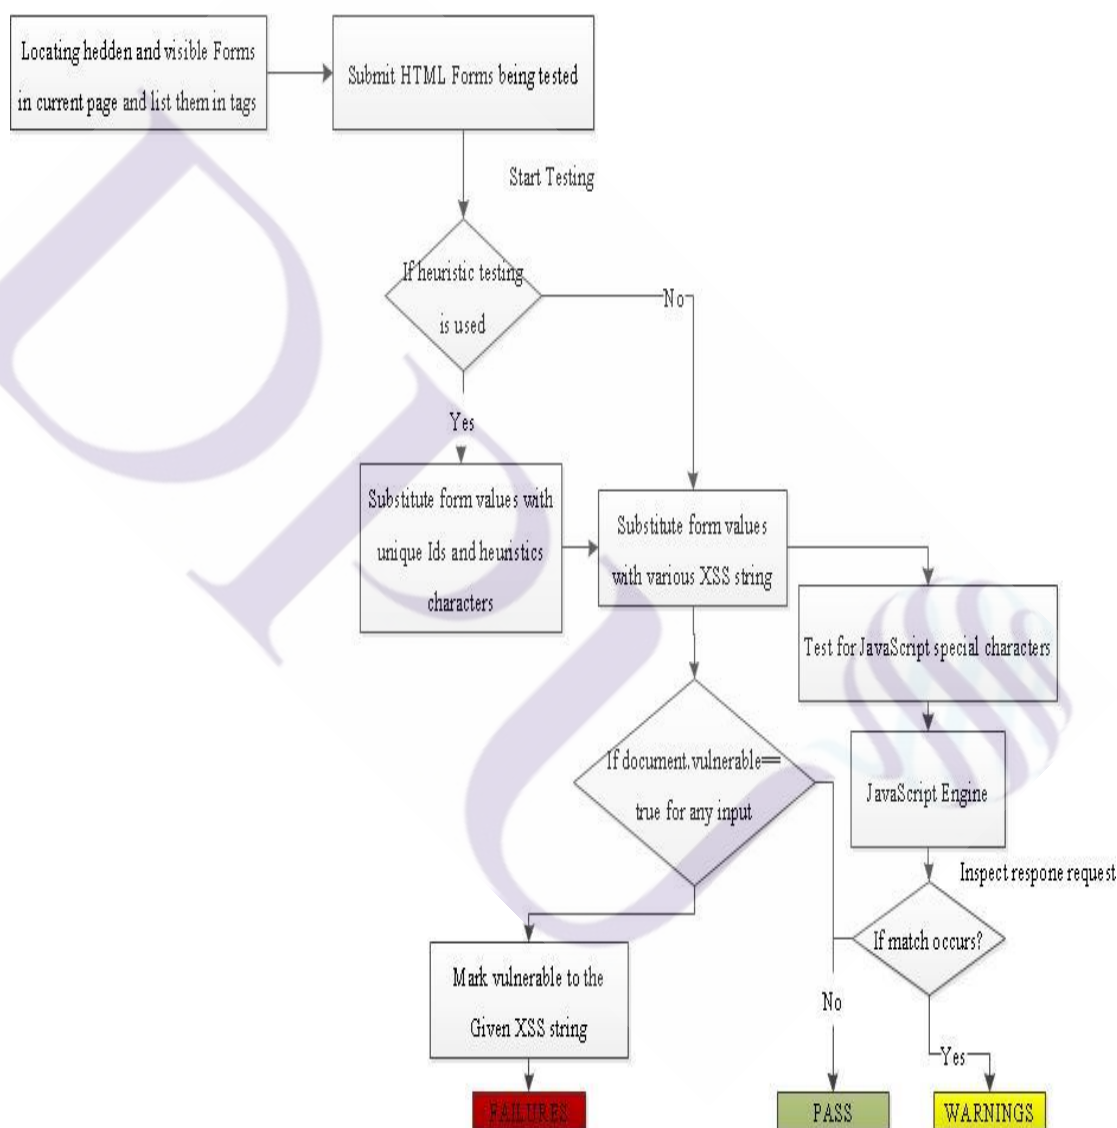 Locating hedden and visible Forms
in current page and list them in tags
Submit HTML Forms being tested
Start Testing
If heuristic testing
is used
No
Yes
Substitute form values with
unique Ids and heuristics
characters
Substitute form values
with various XSS string
Test for JavaScript special characters
If document.vulnerable==
true for any input
JavaScript Engine
Inspect respone request
If match occurs?
Mark vulnerable to the
Given XSS string
No
Yes
FAILURES
PASS
WARNINGS
DPU